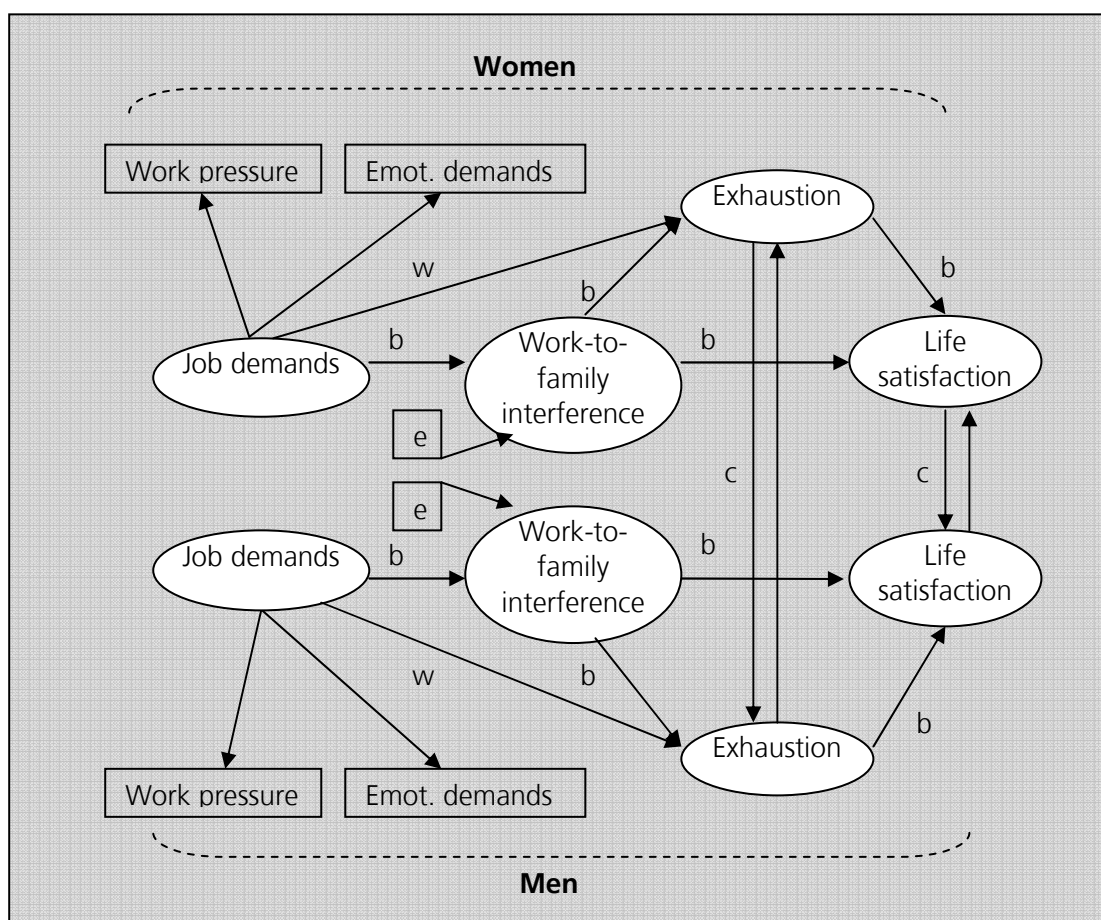 Women
Work pressure
Emot. demands
Exhaustion
w
b
b
Job demands
b
Work-to-
family
interference
b
Life
satisfaction
e
c
c
e
Job demands
b
Work-to-
family
interference
b
Life
satisfaction
w
b
b
Exhaustion
Work pressure
Emot. demands
Men